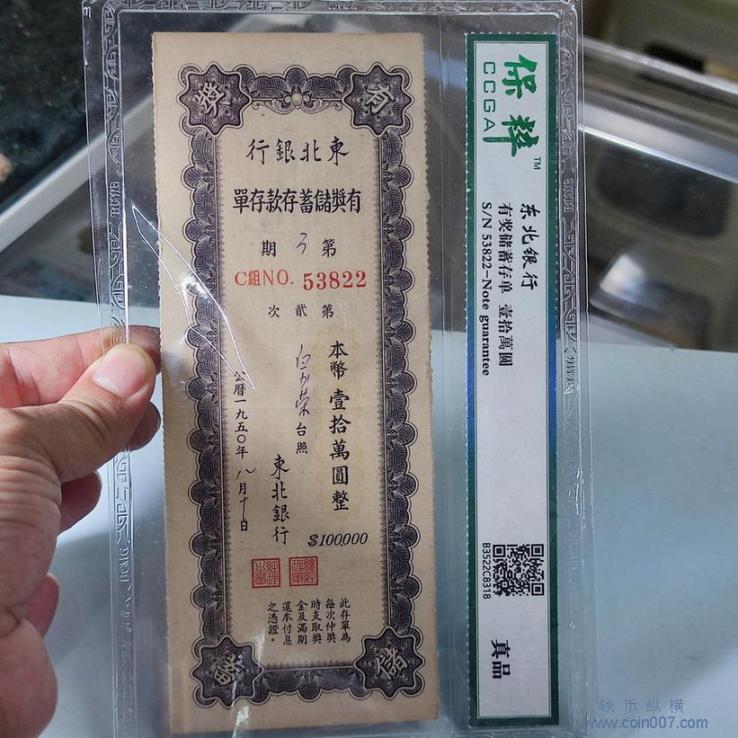 有獎
儲蓄
東北銀行
有獎儲蓄存款存單
第3期
C組NO. 53822
第貳次
本幣壹拾萬圓整
台照
東北銀行
公曆一九五〇年八月十日
$100,000
此存單為
每次仲獎
時支取獎
金及滿期
還本付息
之憑證。
保粹
CCGA™
东北银行
有奖储蓄存单 壹拾萬圓
S/N 53822-Note guarantee
B3522C8318
真品
钱币纵横
www.coin007.com